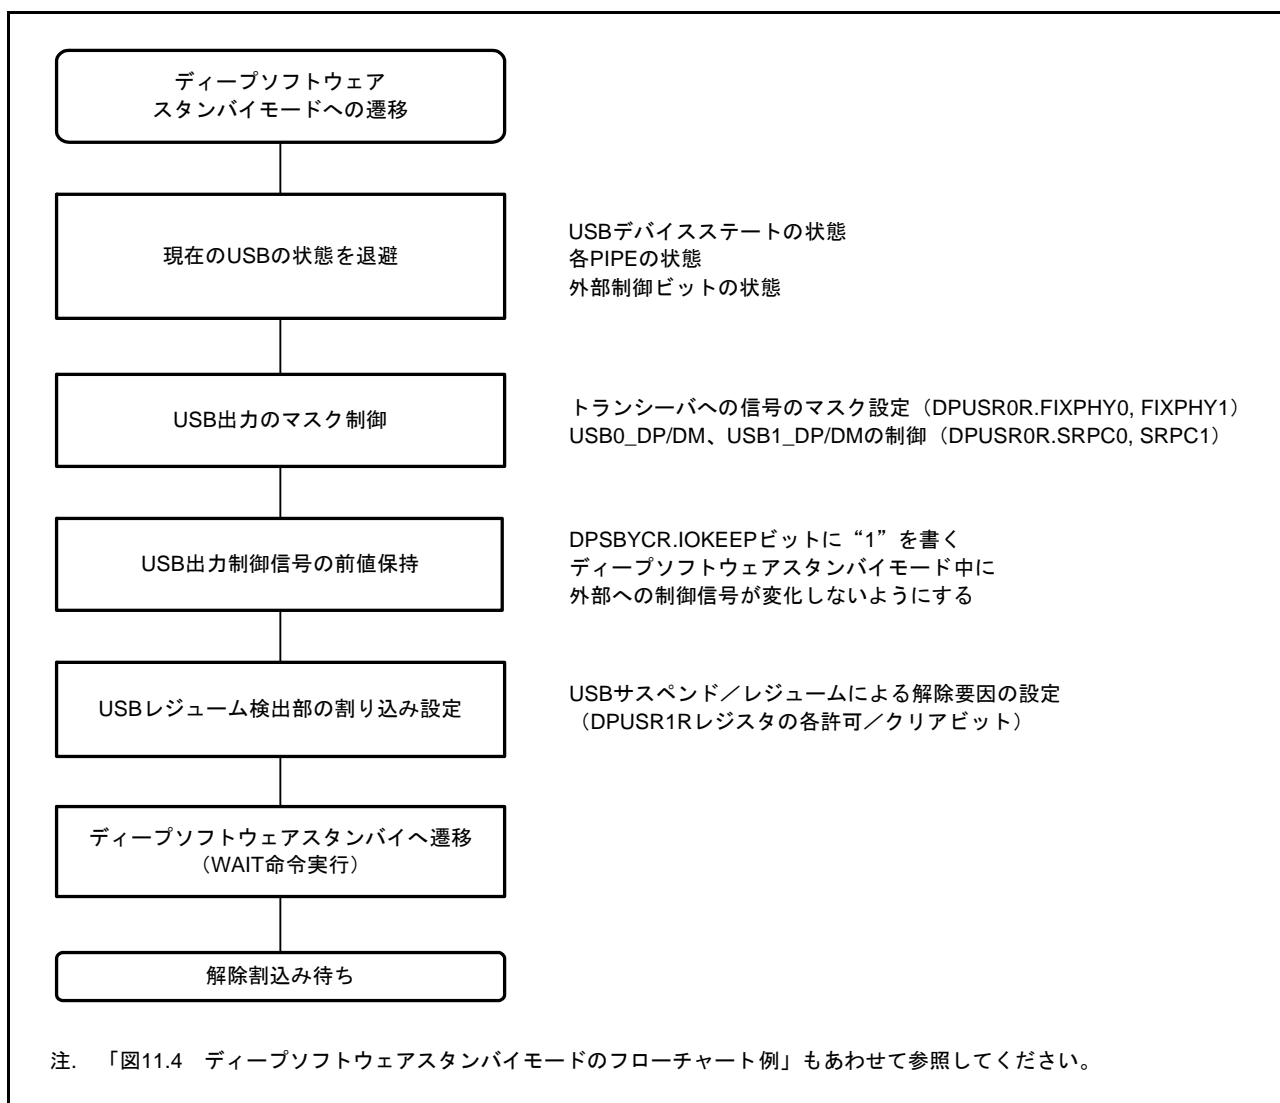 ディープソフトウェア
スタンバイモードへの遷移
現在のUSBの状態を退避
USBデバイスステートの状態
各PIPEの状態
外部制御ビットの状態
USB出力のマスク制御
トランシーバへの信号のマスク設定（DPUSR0R.FIXPHY0, FIXPHY1）
USB0_DP/DM、USB1_DP/DMの制御（DPUSR0R.SRPC0, SRPC1）
USB出力制御信号の前値保持
DPSBYCR.IOKEEPビットに“1”を書く
ディープソフトウェアスタンバイモード中に
外部への制御信号が変化しないようにする
USBレジューム検出部の割り込み設定
USBサスペンド／レジュームによる解除要因の設定
（DPUSR1Rレジスタの各許可／クリアビット）
ディープソフトウェアスタンバイへ遷移
（WAIT命令実行）
解除割込み待ち
注. 「図11.4　ディープソフトウェアスタンバイモードのフローチャート例」もあわせて参照してください。